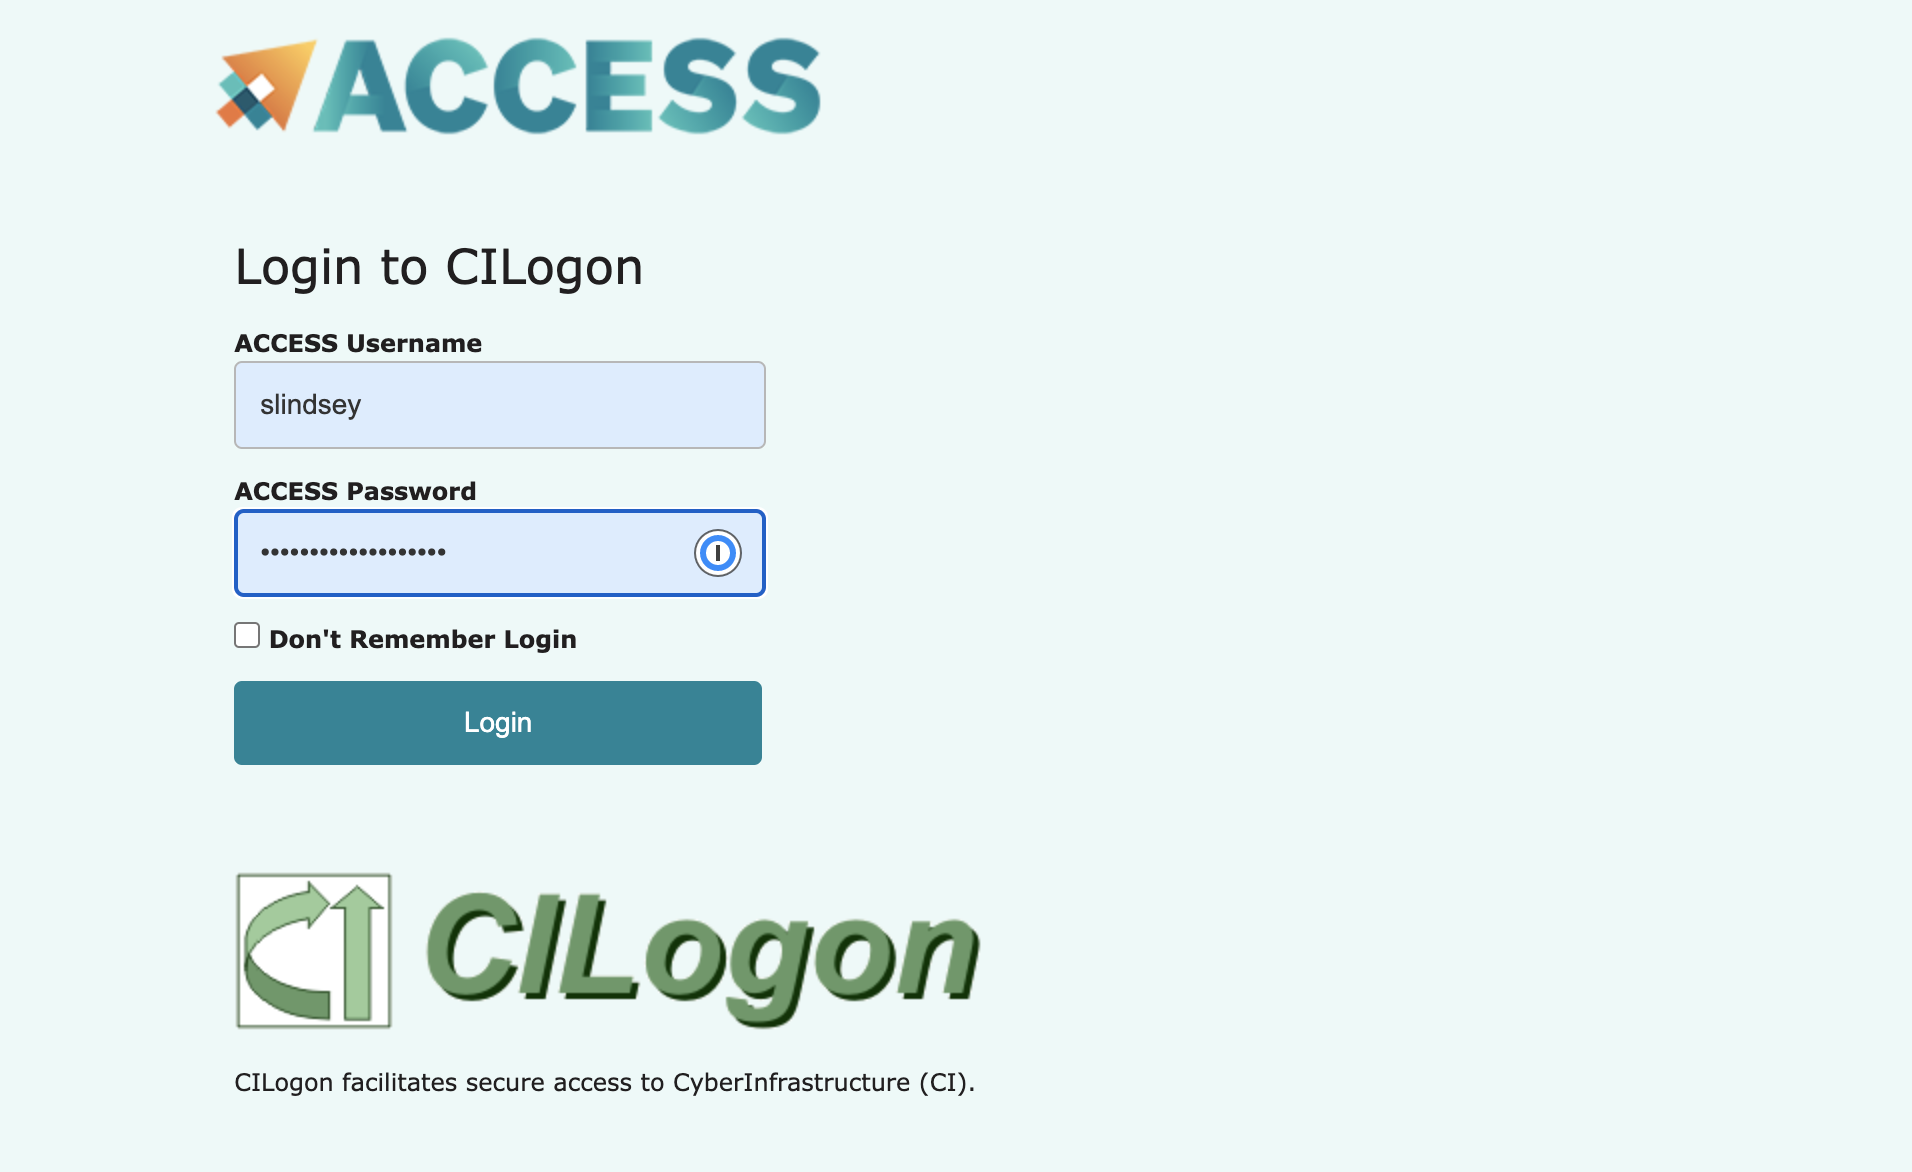 ACCESS
Login to CILogon
ACCESS Username
slindsey
ACCESS Password
•••••••••••••••••••
Don't Remember Login
Login
CI CILogon
CILogon facilitates secure access to CyberInfrastructure (CI).